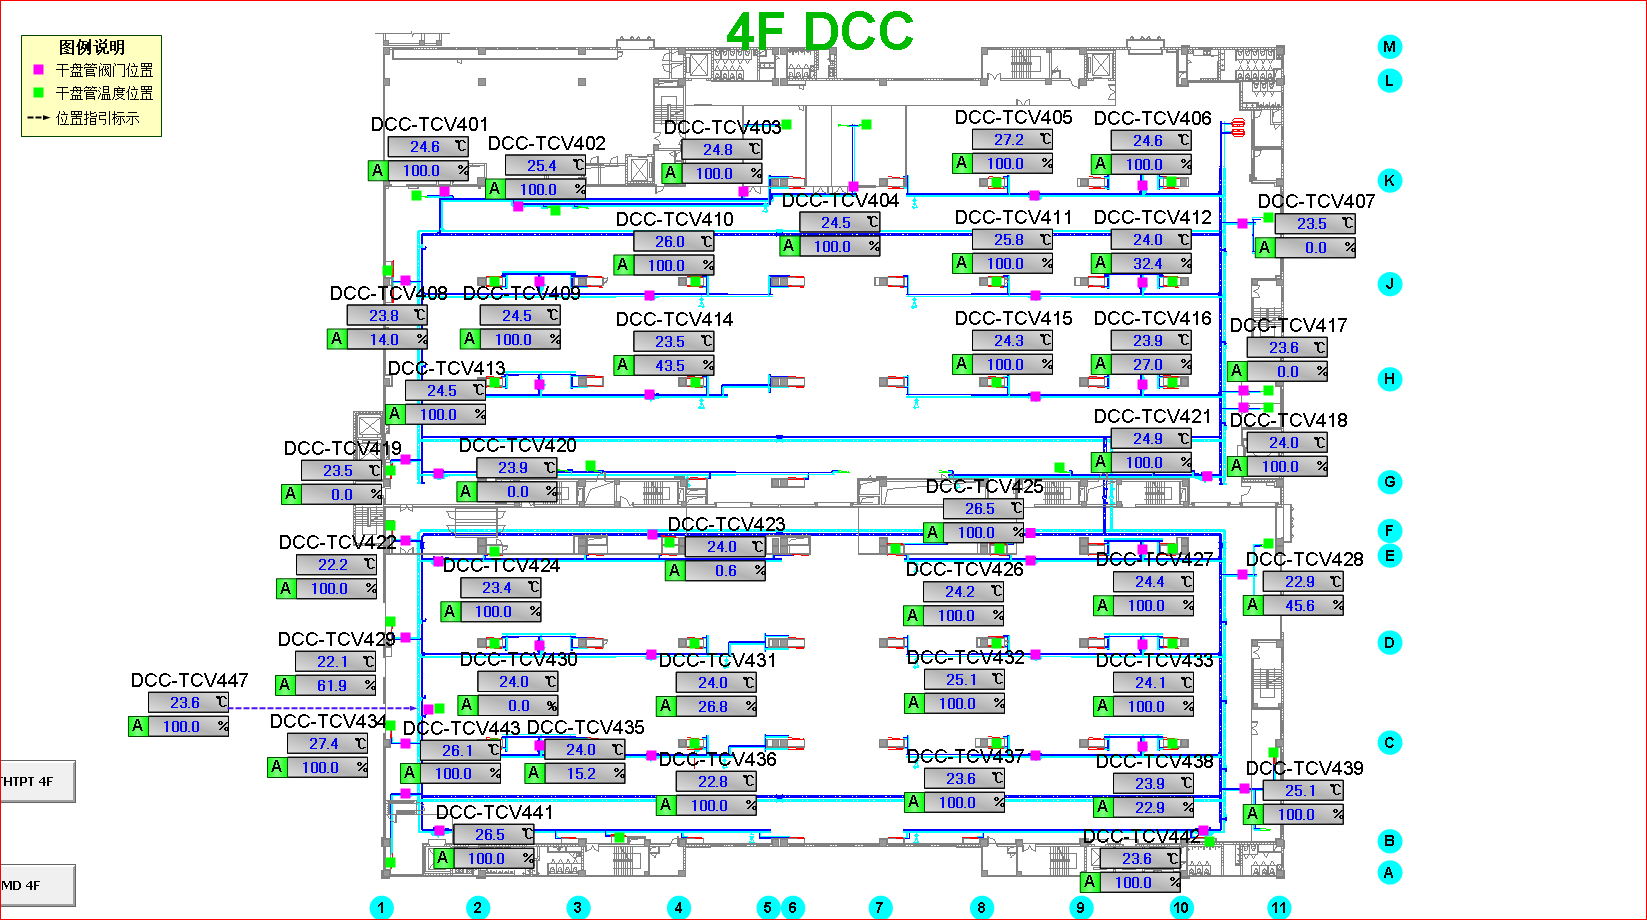 4F DCC
图例说明
干盘管阀门位置
干盘管温度位置
位置指引标示
DCC-TCV401
24.6 ℃
A 100.0 %
DCC-TCV402
25.4 ℃
A 100.0 %
DCC-TCV403
24.8 ℃
A 100.0 %
DCC-TCV404
24.5 ℃
A 100.0 %
DCC-TCV405
27.2 ℃
A 100.0 %
DCC-TCV406
24.6 ℃
A 100.0 %
DCC-TCV407
23.5 ℃
A 0.0 %
DCC-TCV410
26.0 ℃
A 100.0 %
DCC-TCV411
25.8 ℃
A 100.0 %
DCC-TCV412
24.0 ℃
A 32.4 %
DCC-TCV408
23.8 ℃
A 14.0 %
DCC-TCV409
24.5 ℃
A 100.0 %
DCC-TCV414
23.5 ℃
A 43.5 %
DCC-TCV415
24.3 ℃
A 100.0 %
DCC-TCV416
23.9 ℃
A 27.0 %
DCC-TCV417
23.6 ℃
A 0.0 %
DCC-TCV413
24.5 ℃
A 100.0 %
DCC-TCV421
24.9 ℃
A 100.0 %
DCC-TCV418
24.0 ℃
A 100.0 %
DCC-TCV419
23.5 ℃
A 0.0 %
DCC-TCV420
23.9 ℃
A 0.0 %
DCC-TCV425
26.5 ℃
A 100.0 %
DCC-TCV423
24.0 ℃
A 0.6 %
DCC-TCV422
22.2 ℃
A 100.0 %
DCC-TCV424
23.4 ℃
A 100.0 %
DCC-TCV426
24.2 ℃
A 100.0 %
DCC-TCV427
24.4 ℃
A 100.0 %
DCC-TCV428
22.9 ℃
A 45.6 %
DCC-TCV429
22.1 ℃
A 61.9 %
DCC-TCV430
24.0 ℃
A 0.0 %
DCC-TCV431
24.0 ℃
A 26.8 %
DCC-TCV432
25.1 ℃
A 100.0 %
DCC-TCV433
24.1 ℃
A 100.0 %
DCC-TCV447
23.6 ℃
A 100.0 %
DCC-TCV434
27.4 ℃
A 100.0 %
DCC-TCV443
26.1 ℃
A 100.0 %
DCC-TCV435
24.0 ℃
A 15.2 %
DCC-TCV436
22.8 ℃
A 100.0 %
DCC-TCV437
23.6 ℃
A 100.0 %
DCC-TCV438
23.9 ℃
A 22.9 %
DCC-TCV439
25.1 ℃
A 100.0 %
DCC-TCV441
26.5 ℃
A 100.0 %
DCC-TCV442
23.6 ℃
A 100.0 %
THTPT 4F
MD 4F
M
L
K
J
H
G
F
E
D
C
B
A
1 2 3 4 5 6 7 8 9 10 11